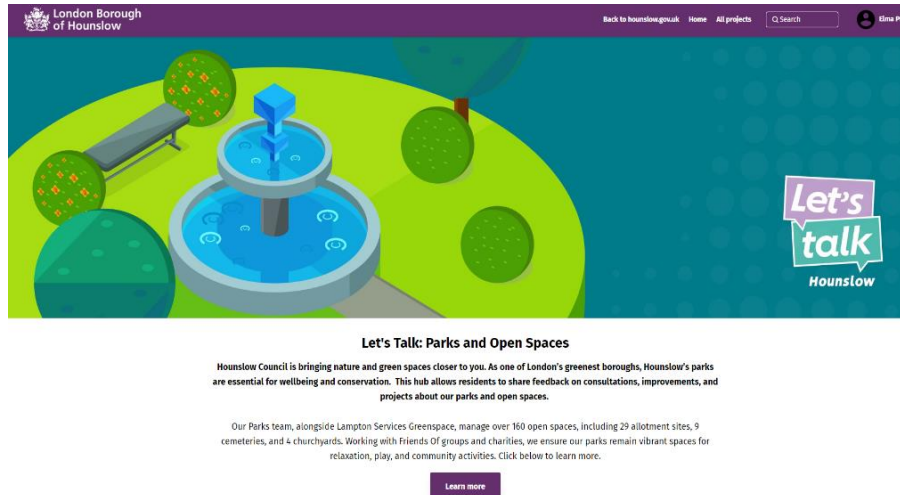 London Borough
of Hounslow
Back to hounslow.gov.uk Home All projects Search Elma P
Let's
talk
Hounslow
Let's Talk: Parks and Open Spaces
Hounslow Council is bringing nature and green spaces closer to you. As one of London's greenest boroughs, Hounslow's parks
are essential for wellbeing and conservation. This hub allows residents to share feedback on consultations, improvements, and
projects about our parks and open spaces.
Our Parks team, alongside Lampton Services Greenspace, manage over 160 open spaces, including 29 allotment sites, 9
cemeteries, and 4 churchyards. Working with Friends Of groups and charities, we ensure our parks remain vibrant spaces for
relaxation, play, and community activities. Click below to learn more.
Learn more